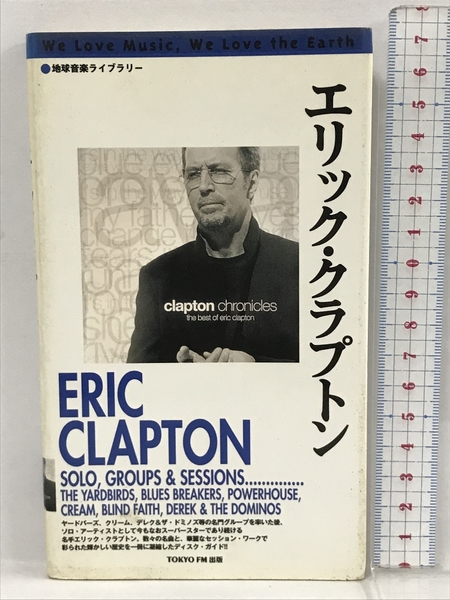 We Love Music, We Love the Earth
●地球音楽ライブラリー
エリック・クラプトン
clapton chronicles
the best of eric clapton
ERIC
CLAPTON
SOLO, GROUPS & SESSIONS..............
THE YARDBIRDS, BLUES BREAKERS, POWERHOUSE,
CREAM, BLIND FAITH, DEREK & THE DOMINOS
ヤードバーズ、クリーム、デレク&ザ・ドミノズ等の名門グループを率いた後、
ソロ・アーティストとして今もなおスーパースターであり続ける
名手エリック・クラプトン。数々の名曲と、華麗なセッション・ワークで
彩られた輝かしい歴史を一冊に凝縮したディスク・ガイド!!
TOKYO FM 出版